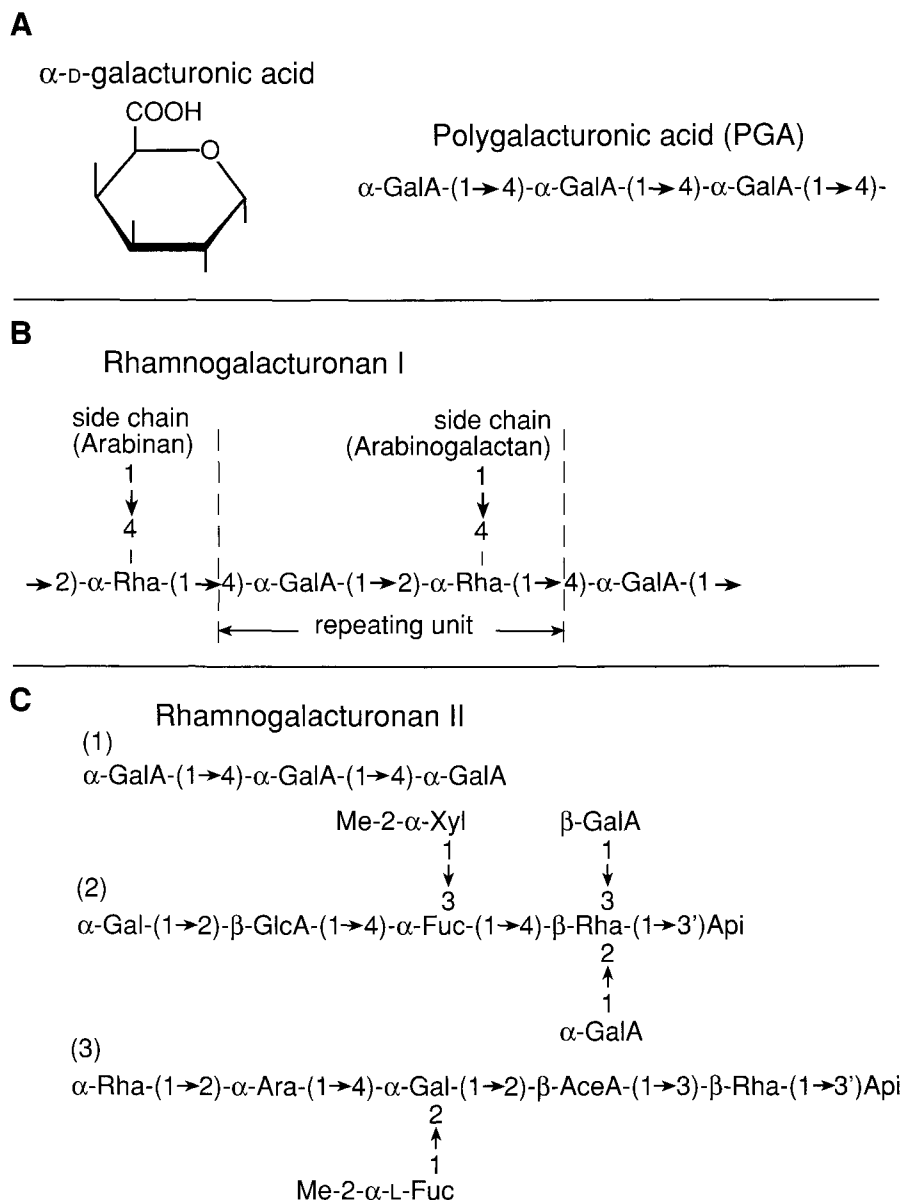 A
α-D-galacturonic acid
COOH
O
Polygalacturonic acid (PGA)
α-GalA-(1→4)-α-GalA-(1→4)-α-GalA-(1→4)-
B
Rhamnogalacturonan I
side chain
(Arabinan)
1
4
side chain
(Arabinogalactan)
1
4
→2)-α-Rha-(1→4)-α-GalA-(1→2)-α-Rha-(1→4)-α-GalA-(1→
repeating unit
C
Rhamnogalacturonan II
(1)
α-GalA-(1→4)-α-GalA-(1→4)-α-GalA
Me-2-α-Xyl
1
3
β-GalA
1
3
(2)
α-Gal-(1→2)-β-GlcA-(1→4)-α-Fuc-(1→4)-β-Rha-(1→3')Api
2
1
α-GalA
(3)
α-Rha-(1→2)-α-Ara-(1→4)-α-Gal-(1→2)-β-AceA-(1→3)-β-Rha-(1→3')Api
2
1
Me-2-α-L-Fuc